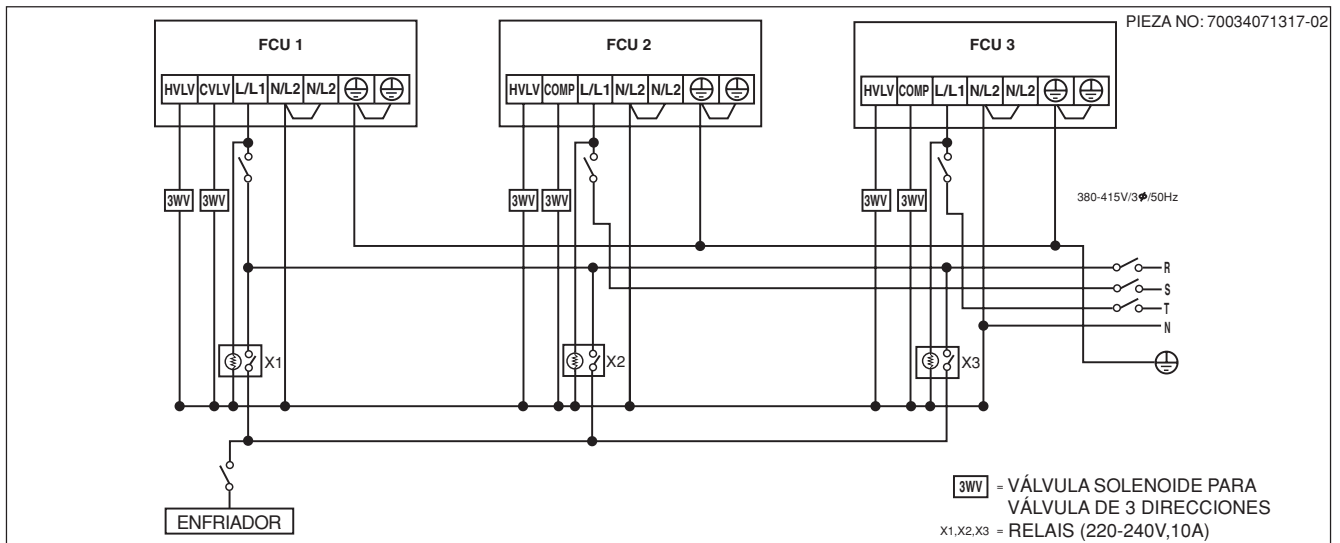 PIEZA NO: 70034071317-02
FCU 1
FCU 2
FCU 3
HVLV CVLV L/L1 N/L2 N/L2
HVLV COMP L/L1 N/L2 N/L2
HVLV COMP L/L1 N/L2 N/L2
3WV 3WV
3WV 3WV
3WV 3WV
380-415V/3ϕ/50Hz
R
S
T
N
X1
X2
X3
ENFRIADOR
3WV = VÁLVULA SOLENOIDE PARA
VÁLVULA DE 3 DIRECCIONES
X1,X2,X3 = RELAIS (220-240V,10A)